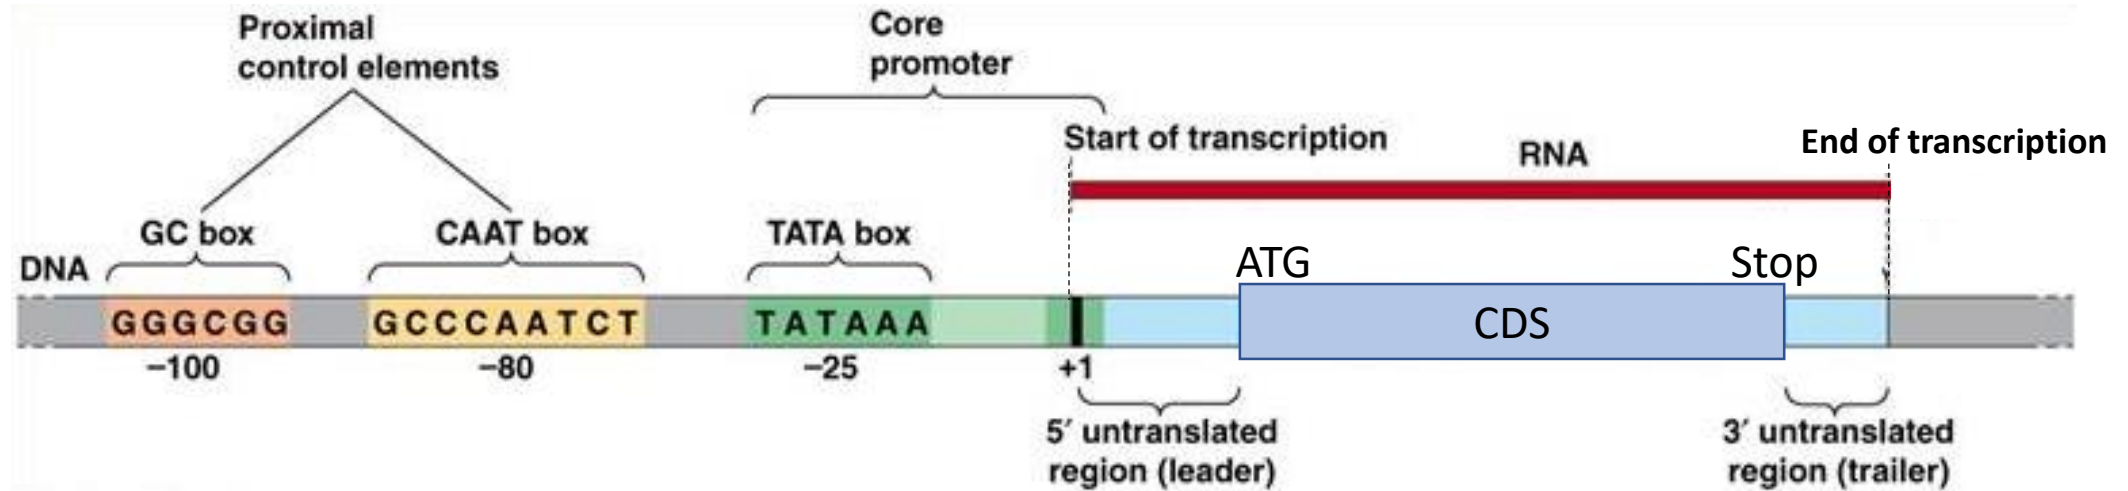 Proximal
control elements
Core
promoter
Start of transcription
RNA
End of transcription
GC box
CAAT box
TATA box
DNA
ATG
Stop
GGGCGG
GCCCAATCT
TATAAA
CDS
–100
–80
–25
+1
5′ untranslated
region (leader)
3′ untranslated
region (trailer)